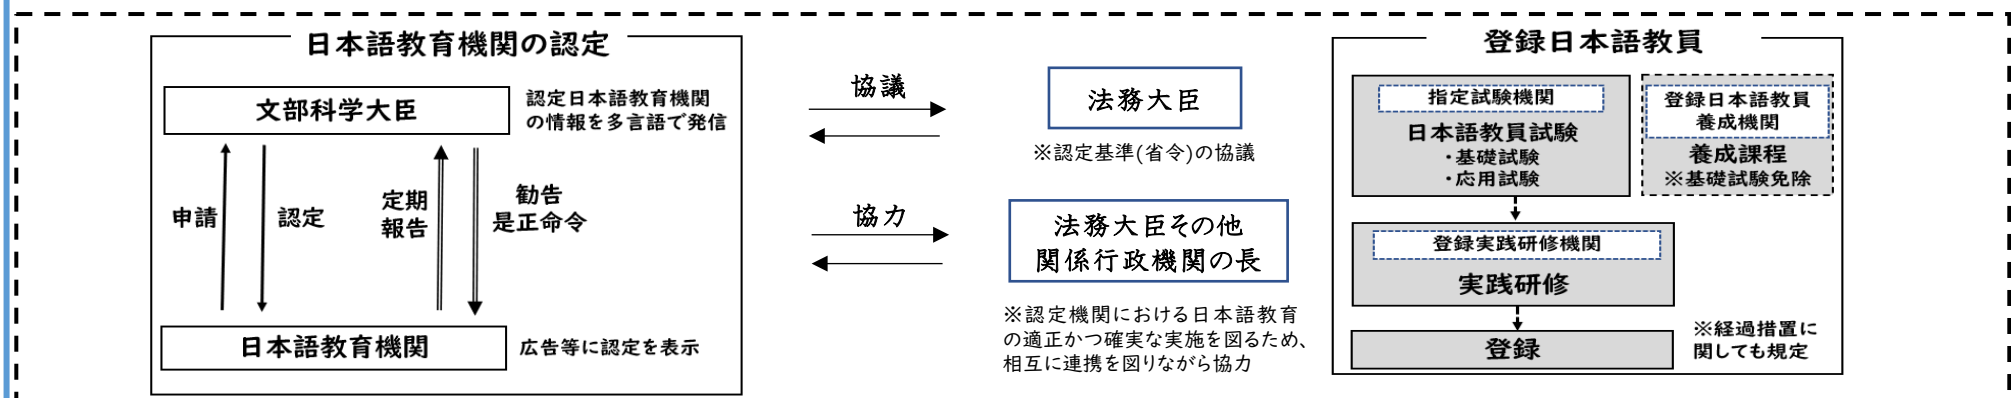 日本語教育機関の認定
文部科学大臣
認定日本語教育機関
の情報を多言語で発信
申請
認定
定期
報告
勧告
是正命令
日本語教育機関
広告等に認定を表示
協議
法務大臣
※認定基準(省令)の協議
協力
法務大臣その他
関係行政機関の長
※認定機関における日本語教育
の適正かつ確実な実施を図るため、
相互に連携を図りながら協力
登録日本語教員
指定試験機関
日本語教員試験
・基礎試験
・応用試験
登録日本語教員
養成機関
養成課程
※基礎試験免除
登録実践研修機関
実践研修
登録
※経過措置に
関しても規定